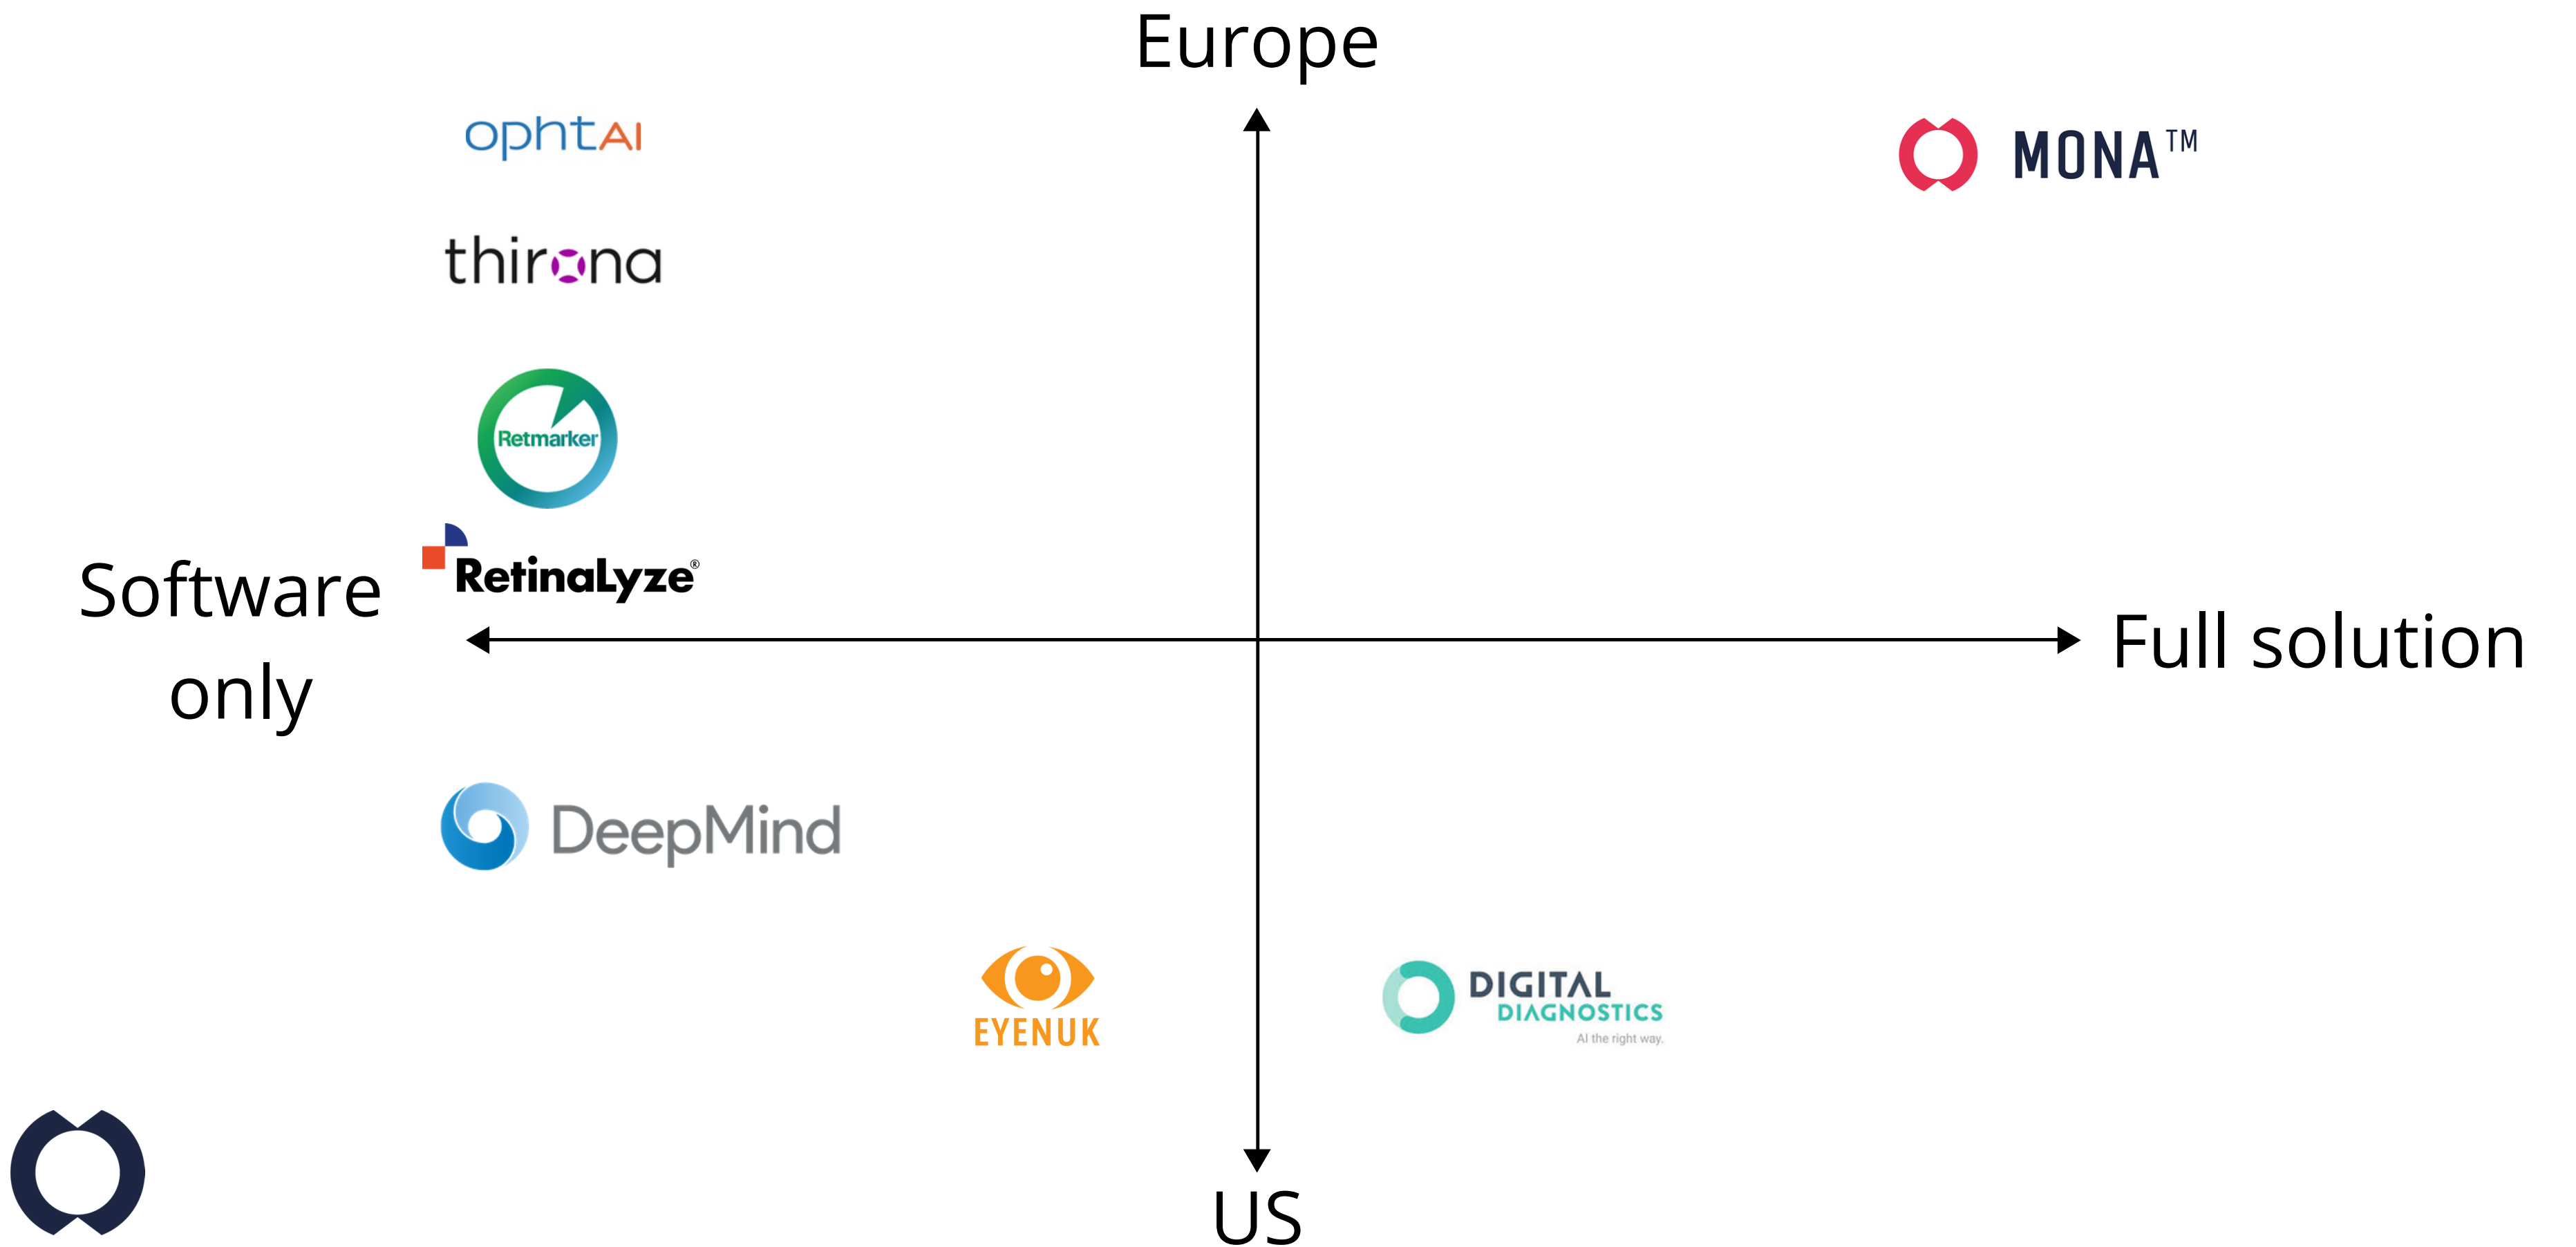 Europe
ophtAI
MONA™
thirona
Retmarker
RetinaLyze®
Software
only
Full solution
DeepMind
EYENUK
DIGITAL
DIAGNOSTICS
AI the right way.
US